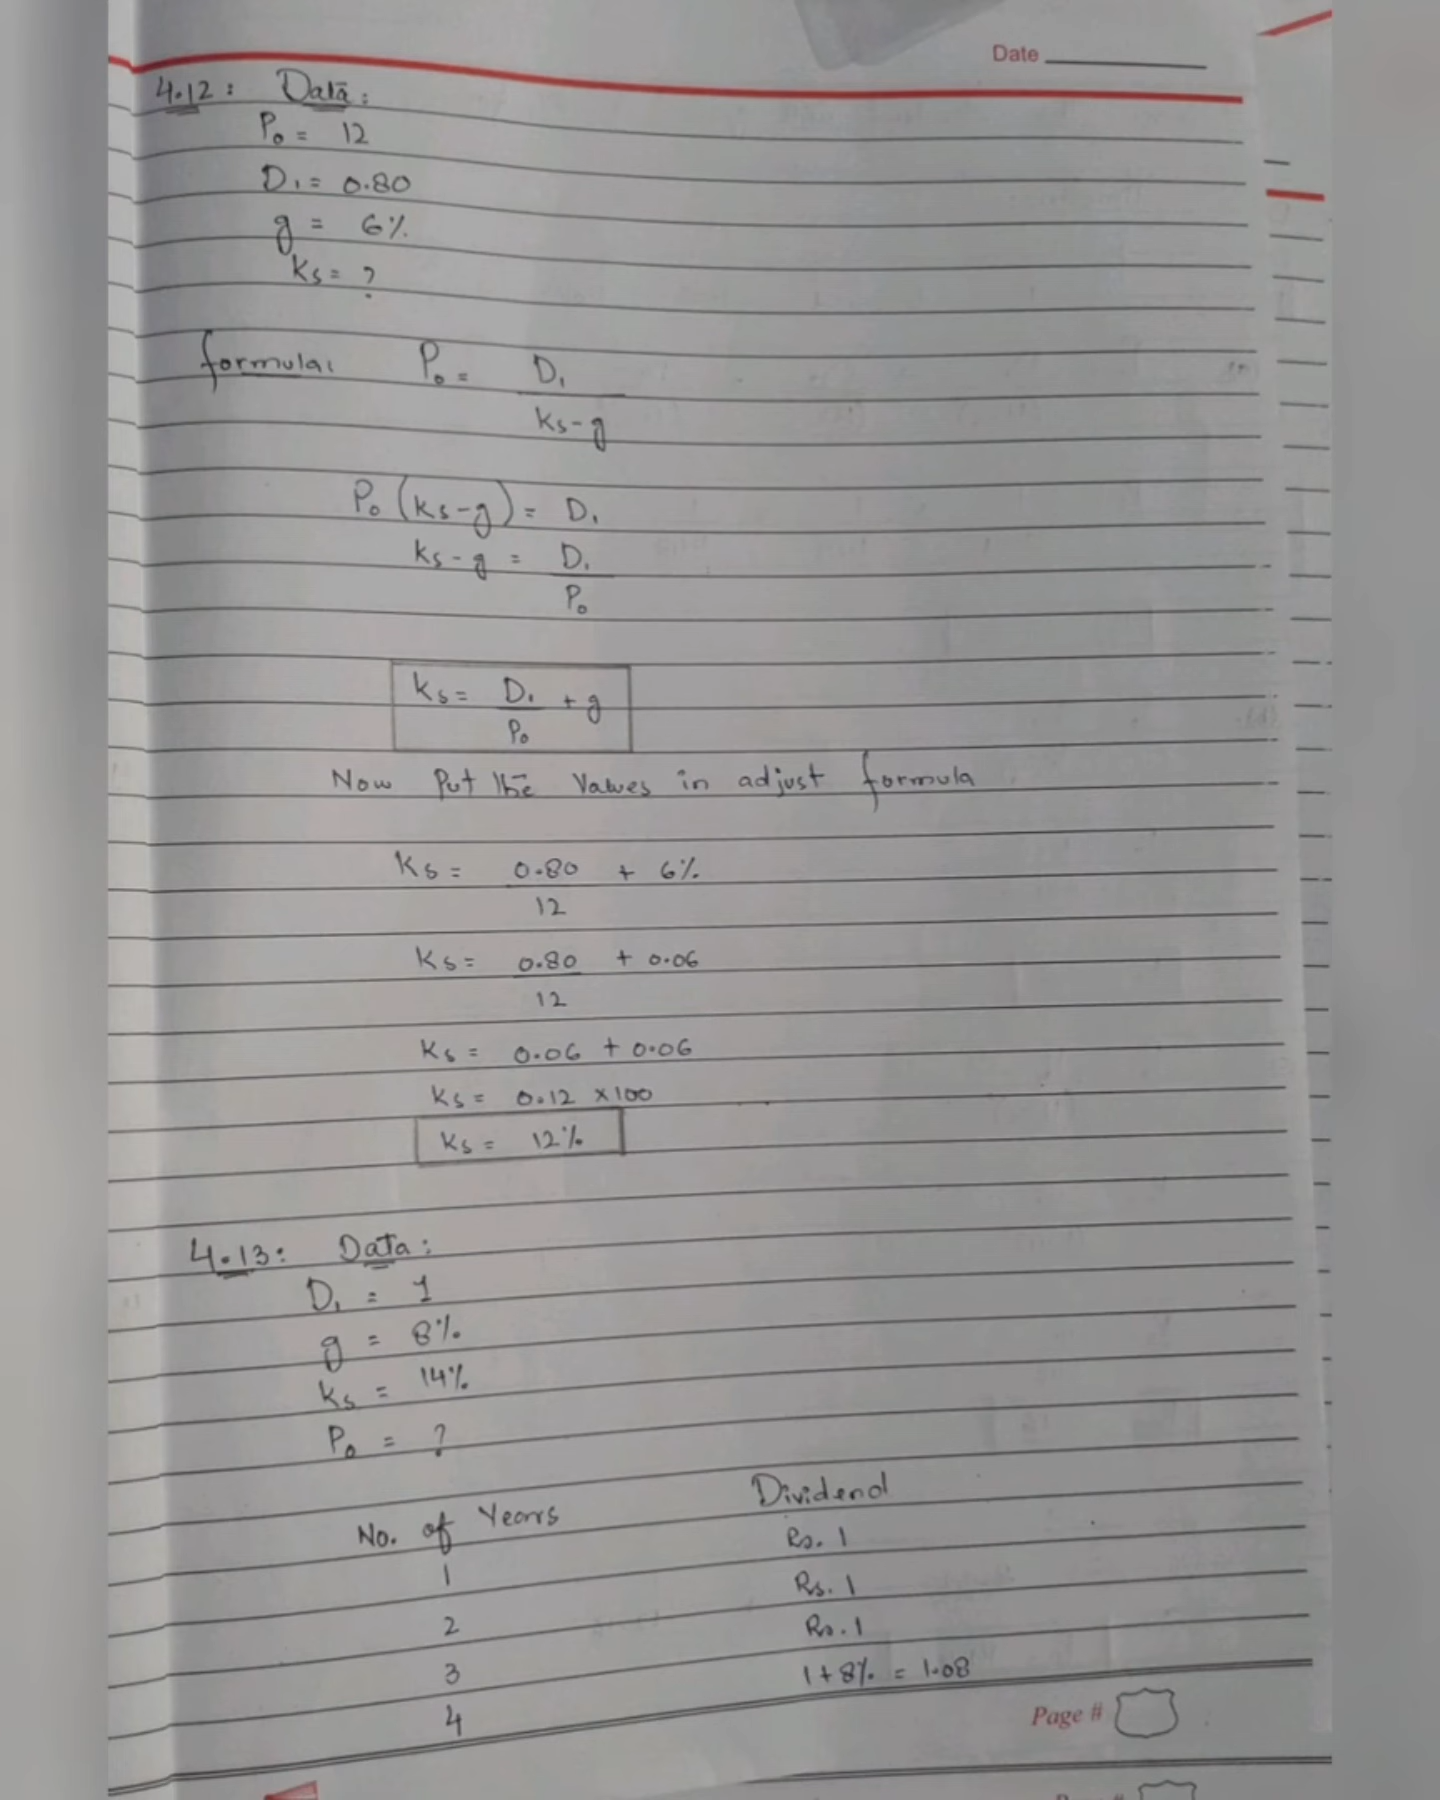 Date
4.12: Data:
P₀ = 12
D₁ = 0.80
g = 6%
Ks = ?
formula: P₀ = D₁
Ks - g
P₀ (Ks - g) = D₁
Ks - g = D₁
P₀
Ks = D₁ + g
P₀
Now Put the Values in adjust formula
Ks = 0.80 + 6%
12
Ks = 0.80 + 0.06
12
Ks = 0.06 + 0.06
Ks = 0.12 x100
Ks = 12%
4.13: Data:
D₁ = 1
g = 8%
Ks = 14%
P₀ = ?
No. of Years Dividend
1 Rs. 1
2 Rs. 1
3 Rs. 1
4 1+8% = 1.08
Page #